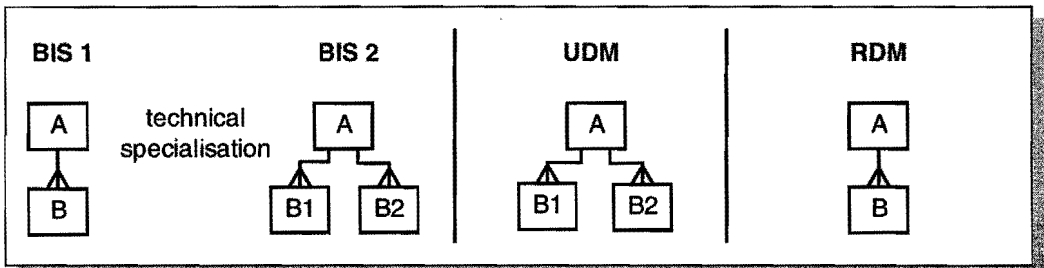 BIS 1
BIS 2
UDM
RDM
A
technical
specialisation
A
A
A
B
B1
B2
B1
B2
B